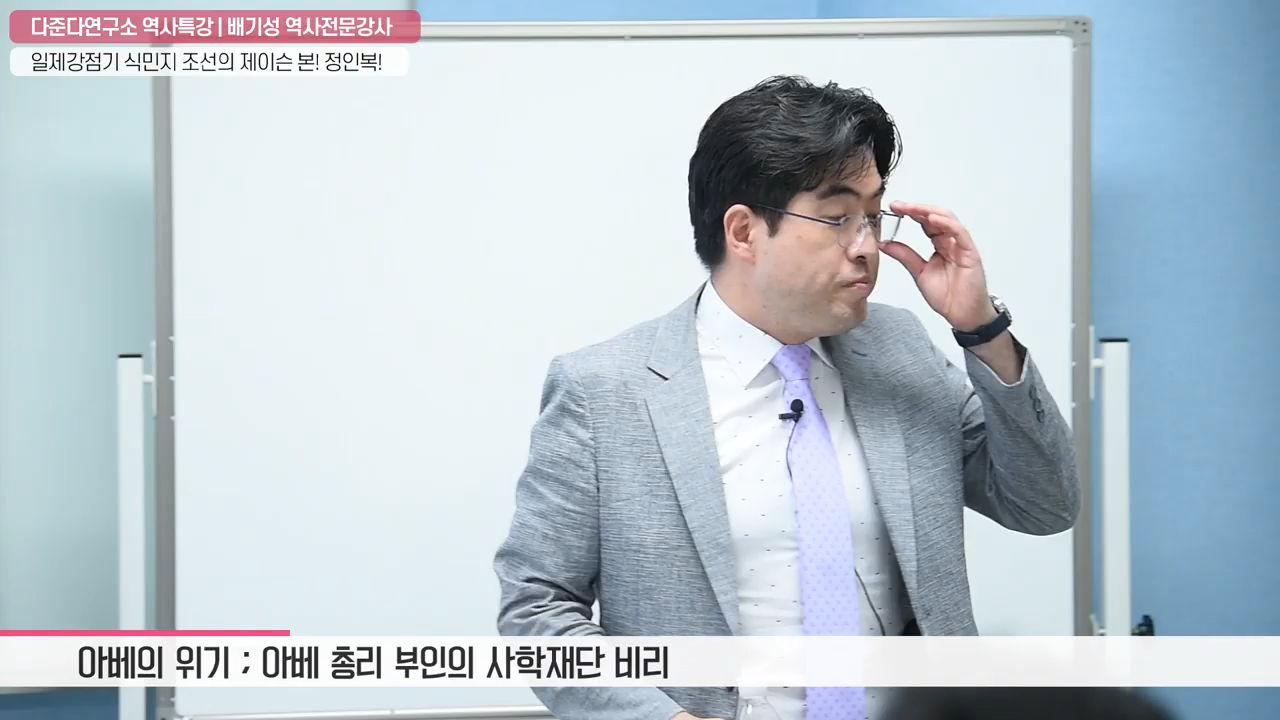 다준다연구소 역사특강 | 배기성 역사전문강사
일제강점기 식민지 조선의 제이슨 본! 정인복!
아베의 위기 ; 아베 총리 부인의 사학재단 비리